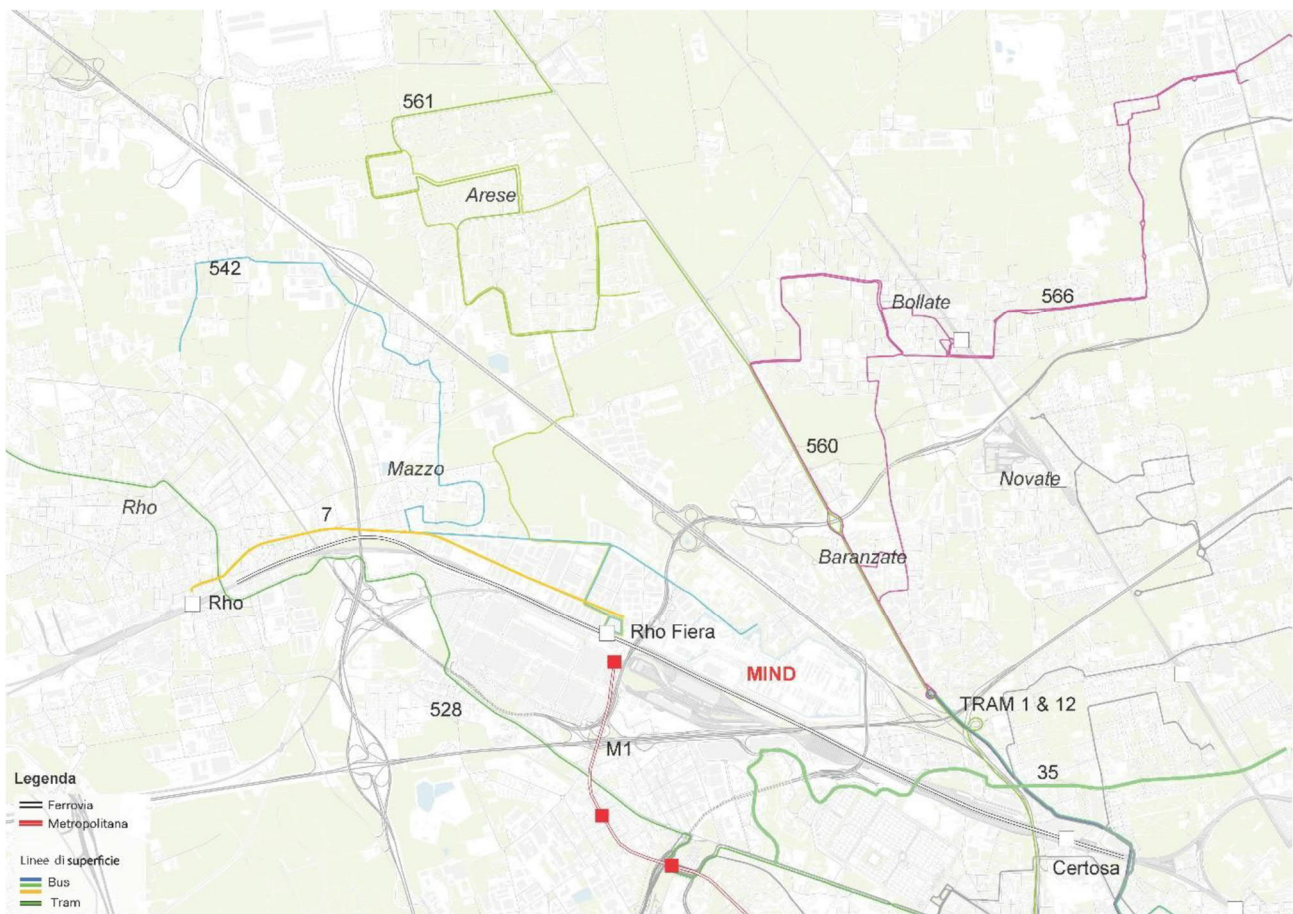 561
Arese
542
Bollate
566
560
Mazzo
Novate
Rho
7
Baranzate
Rho
Rho Fiera
MIND
528
TRAM 1 & 12
M1
35
Certosa
Legenda
Ferrovia
Metropolitana
Linee di superficie
Bus
Tram